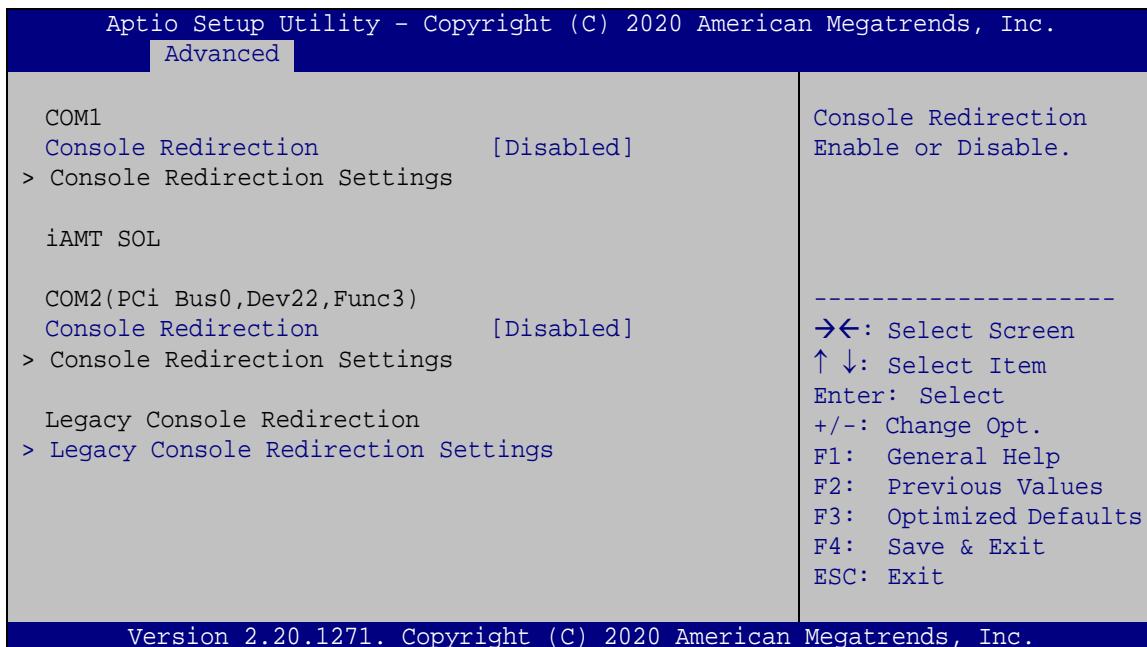 Aptio Setup Utility – Copyright (C) 2020 American Megatrends, Inc.
Advanced
COM1
Console Redirection [Disabled]
> Console Redirection Settings
iAMT SOL
COM2(PCi Bus0,Dev22,Func3)
Console Redirection [Disabled]
> Console Redirection Settings
Legacy Console Redirection
> Legacy Console Redirection Settings
Console Redirection
Enable or Disable.
---------------------
→←: Select Screen
↑ ↓: Select Item
Enter: Select
+/-: Change Opt.
F1: General Help
F2: Previous Values
F3: Optimized Defaults
F4: Save & Exit
ESC: Exit
Version 2.20.1271. Copyright (C) 2020 American Megatrends, Inc.